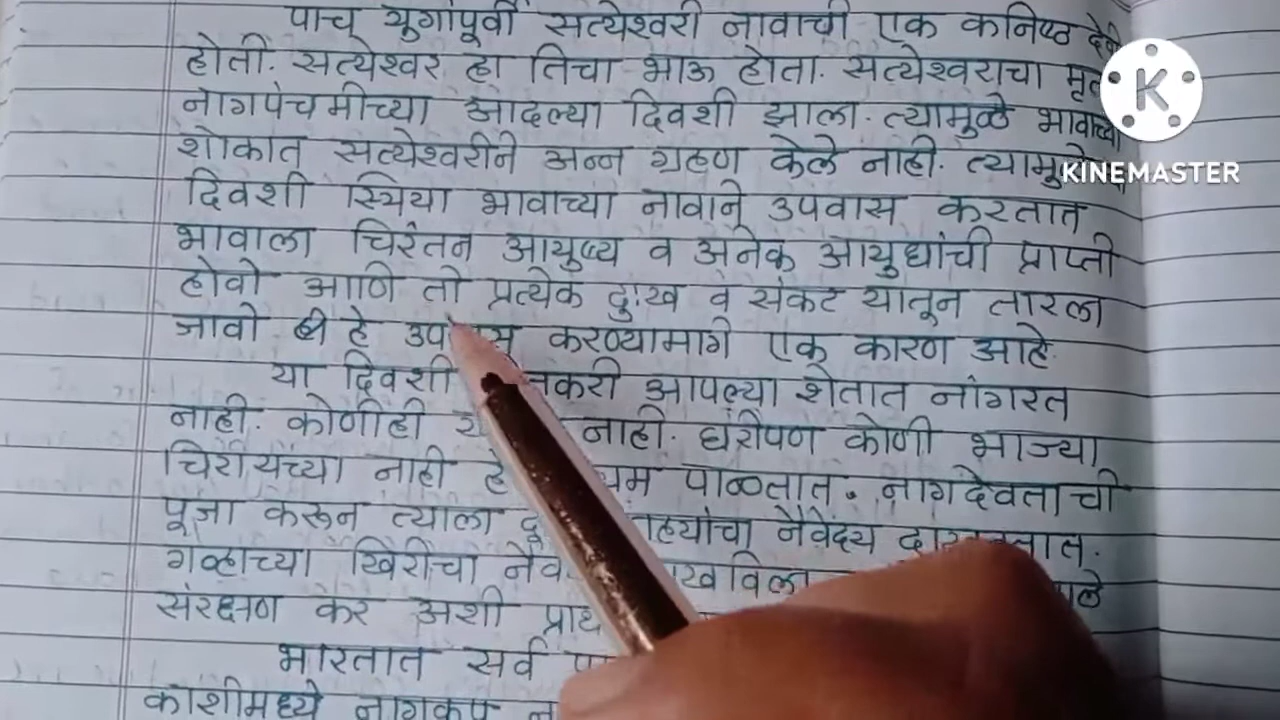 पाच युगांपूर्वी सत्येश्वरी नावाची एक कनिष्ठ
होती. सत्येश्वर हा तिचा भाऊ होता. सत्येश्वराचा
नागपंचमीच्या आदल्या दिवशी झाला. त्यामुळे भावाच्या
शोकात सत्येश्वरीने अन्न ग्रहण केले नाही.
दिवशी स्त्रिया भावाच्या नावाने उपवास करतात
भावाला चिरंतन आयुष्य व अनेक आयुधांची प्राप्ती
होवो आणि तो प्रत्येक दुःख व संकट यातून तारला
जावो ही हे करण्यामागे एक कारण आहे.
या दिवशी आपल्या शेतात नांगरत
नाही. कोणीही नाही. घरीपण कोणी भाज्या
चिरायच्या नाही पाळतात. नागदेवताची
पूजा करून त्याला नैवेद्य
गव्हाच्या खिरीचा
संरक्षण कर अशी
भारतात सर्व
काशीमध्ये
K
KINEMASTER